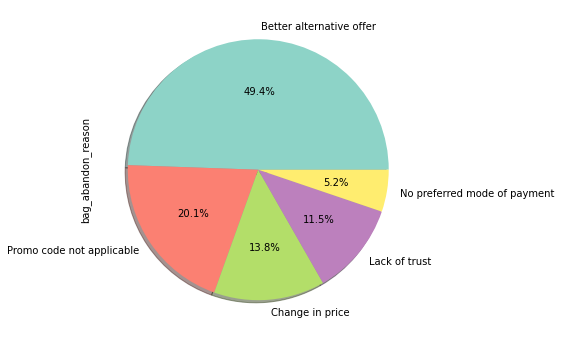 Better alternative offer
49.4%
bag_abandon_reason
5.2%
No preferred mode of payment
20.1%
11.5%
Promo code not applicable
13.8%
Lack of trust
Change in price